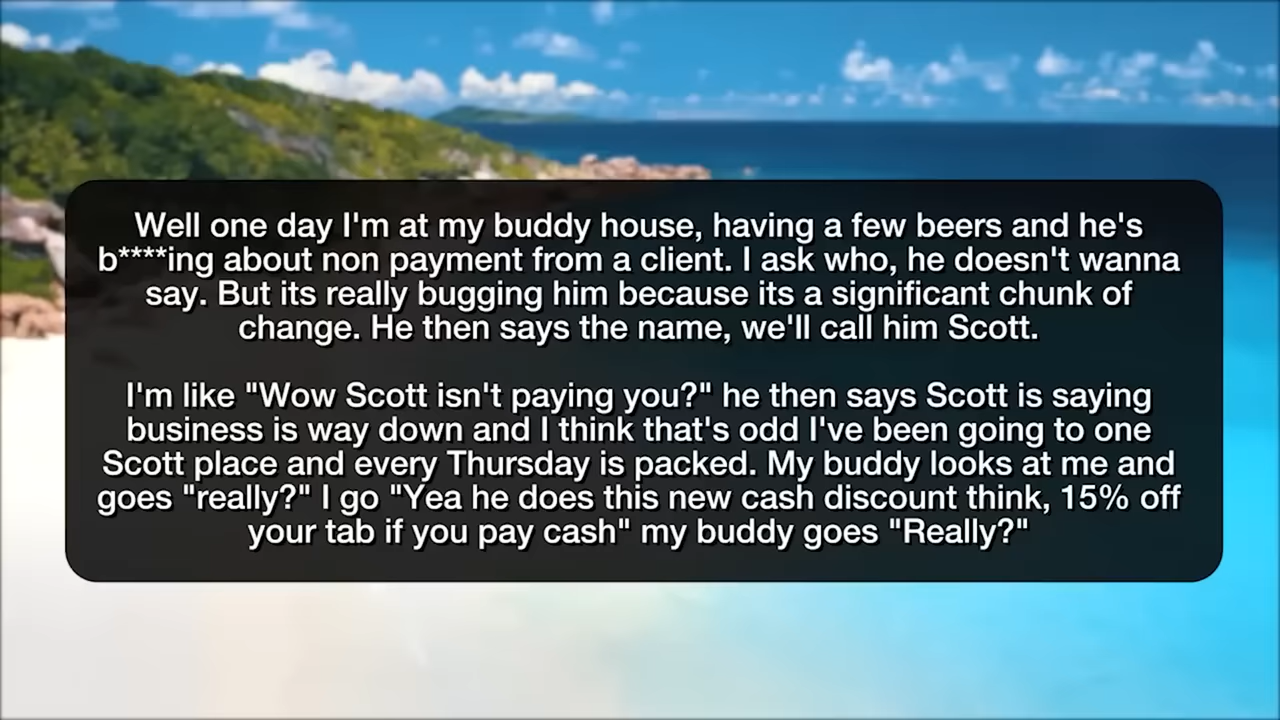 Well one day I'm at my buddy house, having a few beers and he's
b****ing about non payment from a client. I ask who, he doesn't wanna
say. But its really bugging him because its a significant chunk of
change. He then says the name, we'll call him Scott.
I'm like "Wow Scott isn't paying you?" he then says Scott is saying
business is way down and I think that's odd I've been going to one
Scott place and every Thursday is packed. My buddy looks at me and
goes "really?" I go "Yea he does this new cash discount think, 15% off
your tab if you pay cash" my buddy goes "Really?"